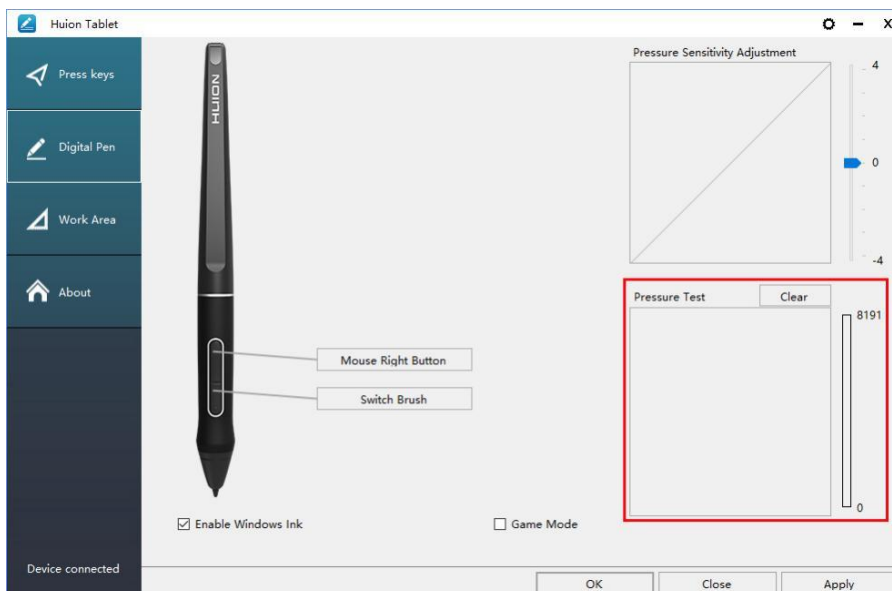 Huion Tablet
X
Press keys
Digital Pen
Work Area
About
Device connected
HUION
Mouse Right Button
Switch Brush
Enable Windows Ink
Game Mode
Pressure Sensitivity Adjustment
4
0
-4
Pressure Test
Clear
8191
0
OK
Close
Apply